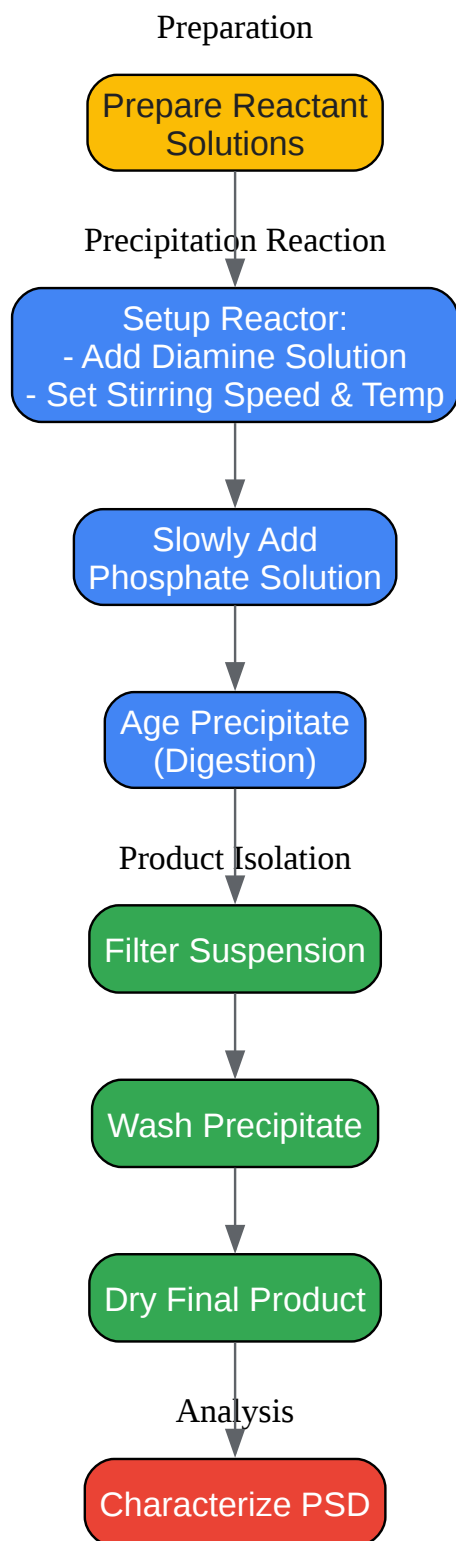 Preparation
Prepare Reactant
Solutions
Precipitation Reaction
Setup Reactor:
- Add Diamine Solution
- Set Stirring Speed & Temp
Slowly Add
Phosphate Solution
Age Precipitate
(Digestion)
Product Isolation
Filter Suspension
Wash Precipitate
Dry Final Product
Analysis
Characterize PSD